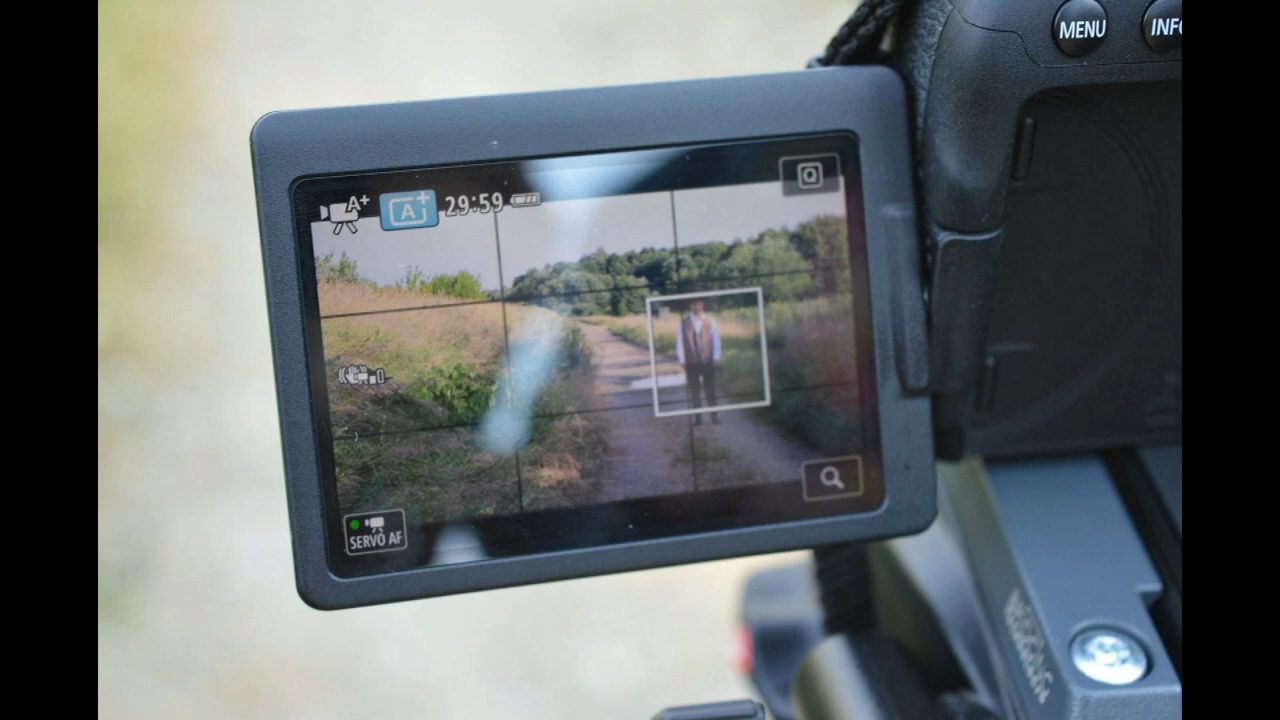 MENU
INFO
A+
A+
29:59
Q
SERVO AF